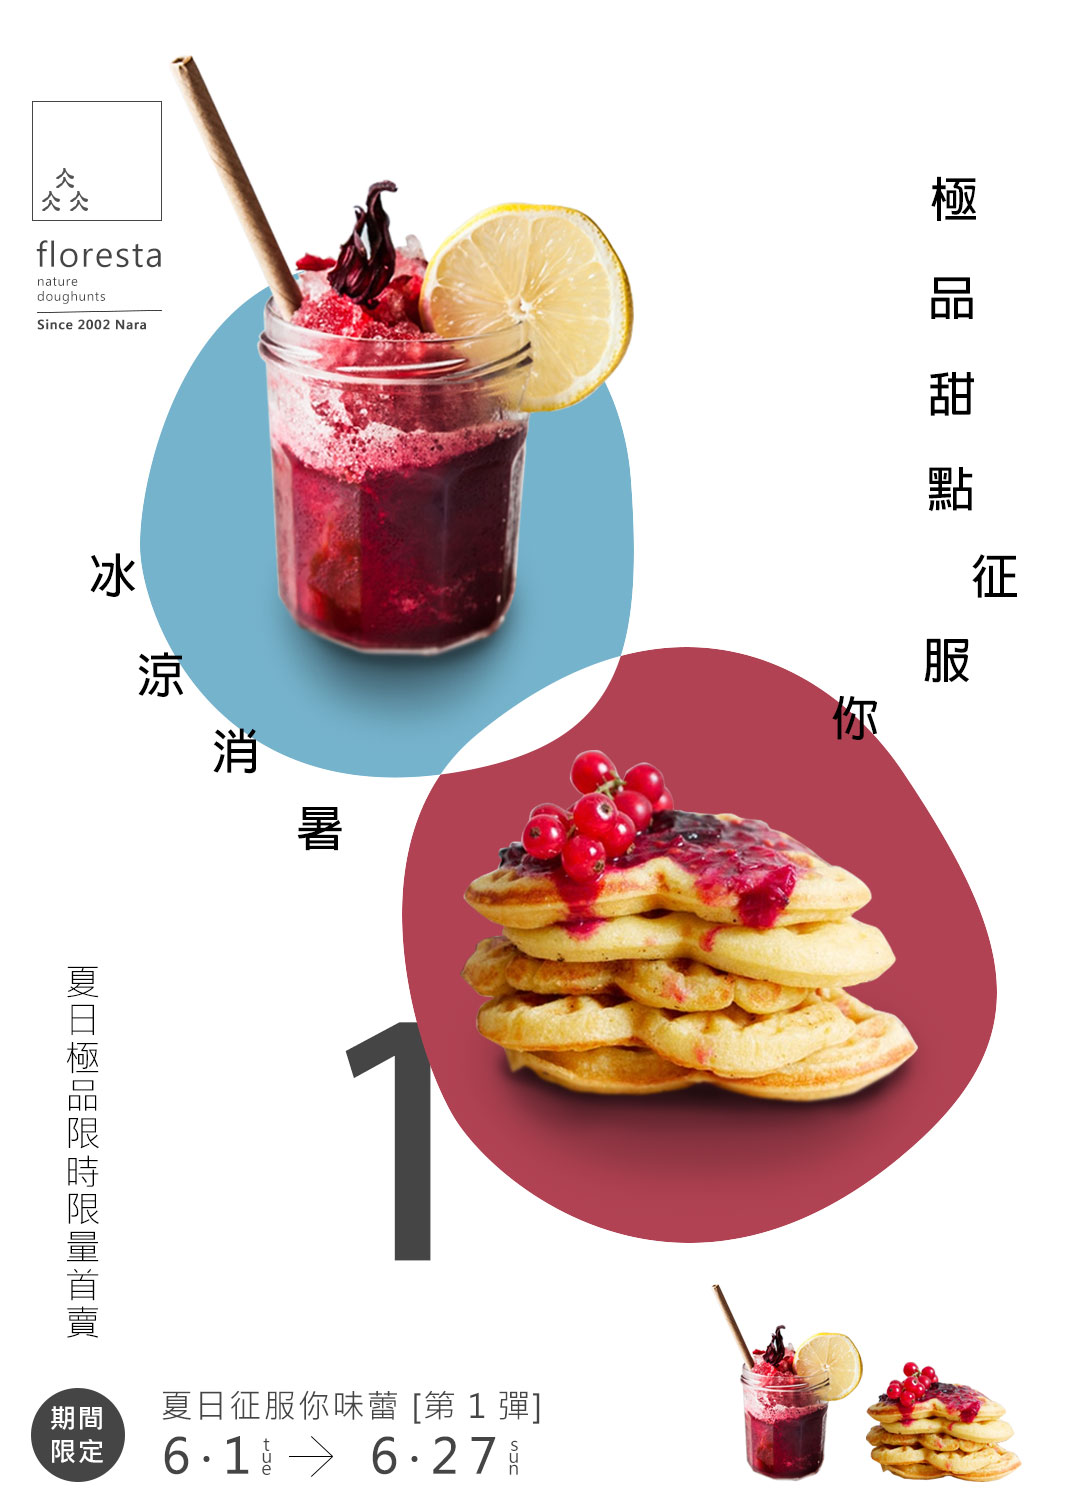 floresta
nature
doughunts
Since 2002 Nara
極品甜點征服你
冰涼消暑
夏日極品限時限量首賣
1
期間
限定
夏日征服你味蕾 [第 1 彈]
6·1 tue → 6·27 sun